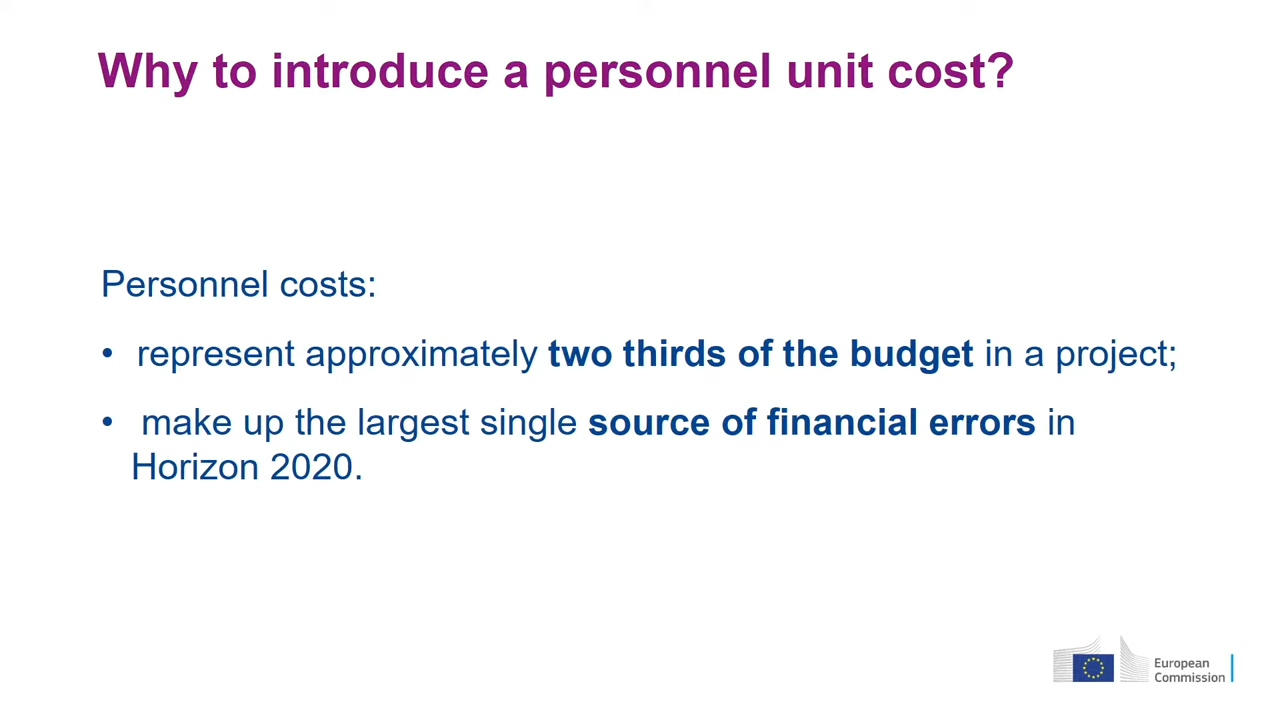 Why to introduce a personnel unit cost?
Personnel costs:
• represent approximately two thirds of the budget in a project;
• make up the largest single source of financial errors in
Horizon 2020.
European
Commission